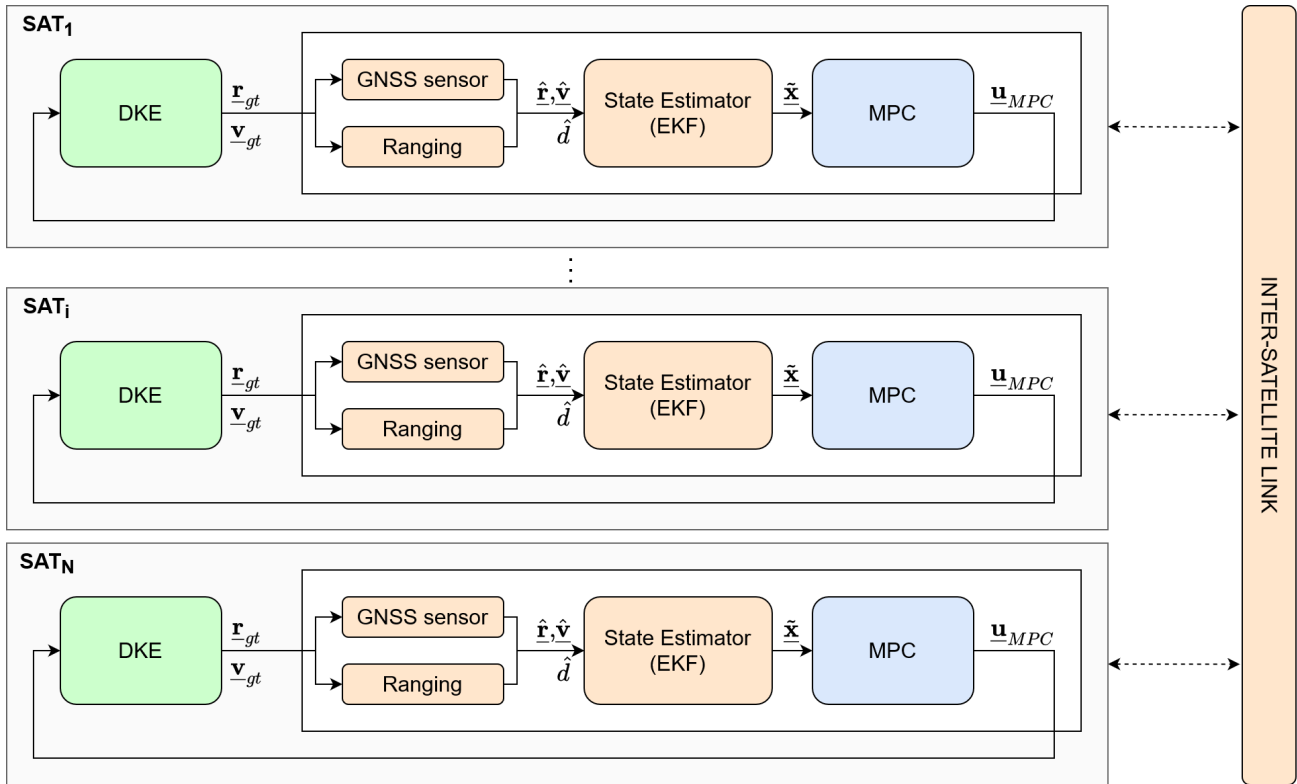 SAT₁
DKE
r_gt
v_gt
GNSS sensor
Ranging
r̂,v̂
d̂
State Estimator
(EKF)
x̃
MPC
u_MPC
⋮
SATᵢ
DKE
r_gt
v_gt
GNSS sensor
Ranging
r̂,v̂
d̂
State Estimator
(EKF)
x̃
MPC
u_MPC
SAT_N
DKE
r_gt
v_gt
GNSS sensor
Ranging
r̂,v̂
d̂
State Estimator
(EKF)
x̃
MPC
u_MPC
INTER-SATELLITE LINK